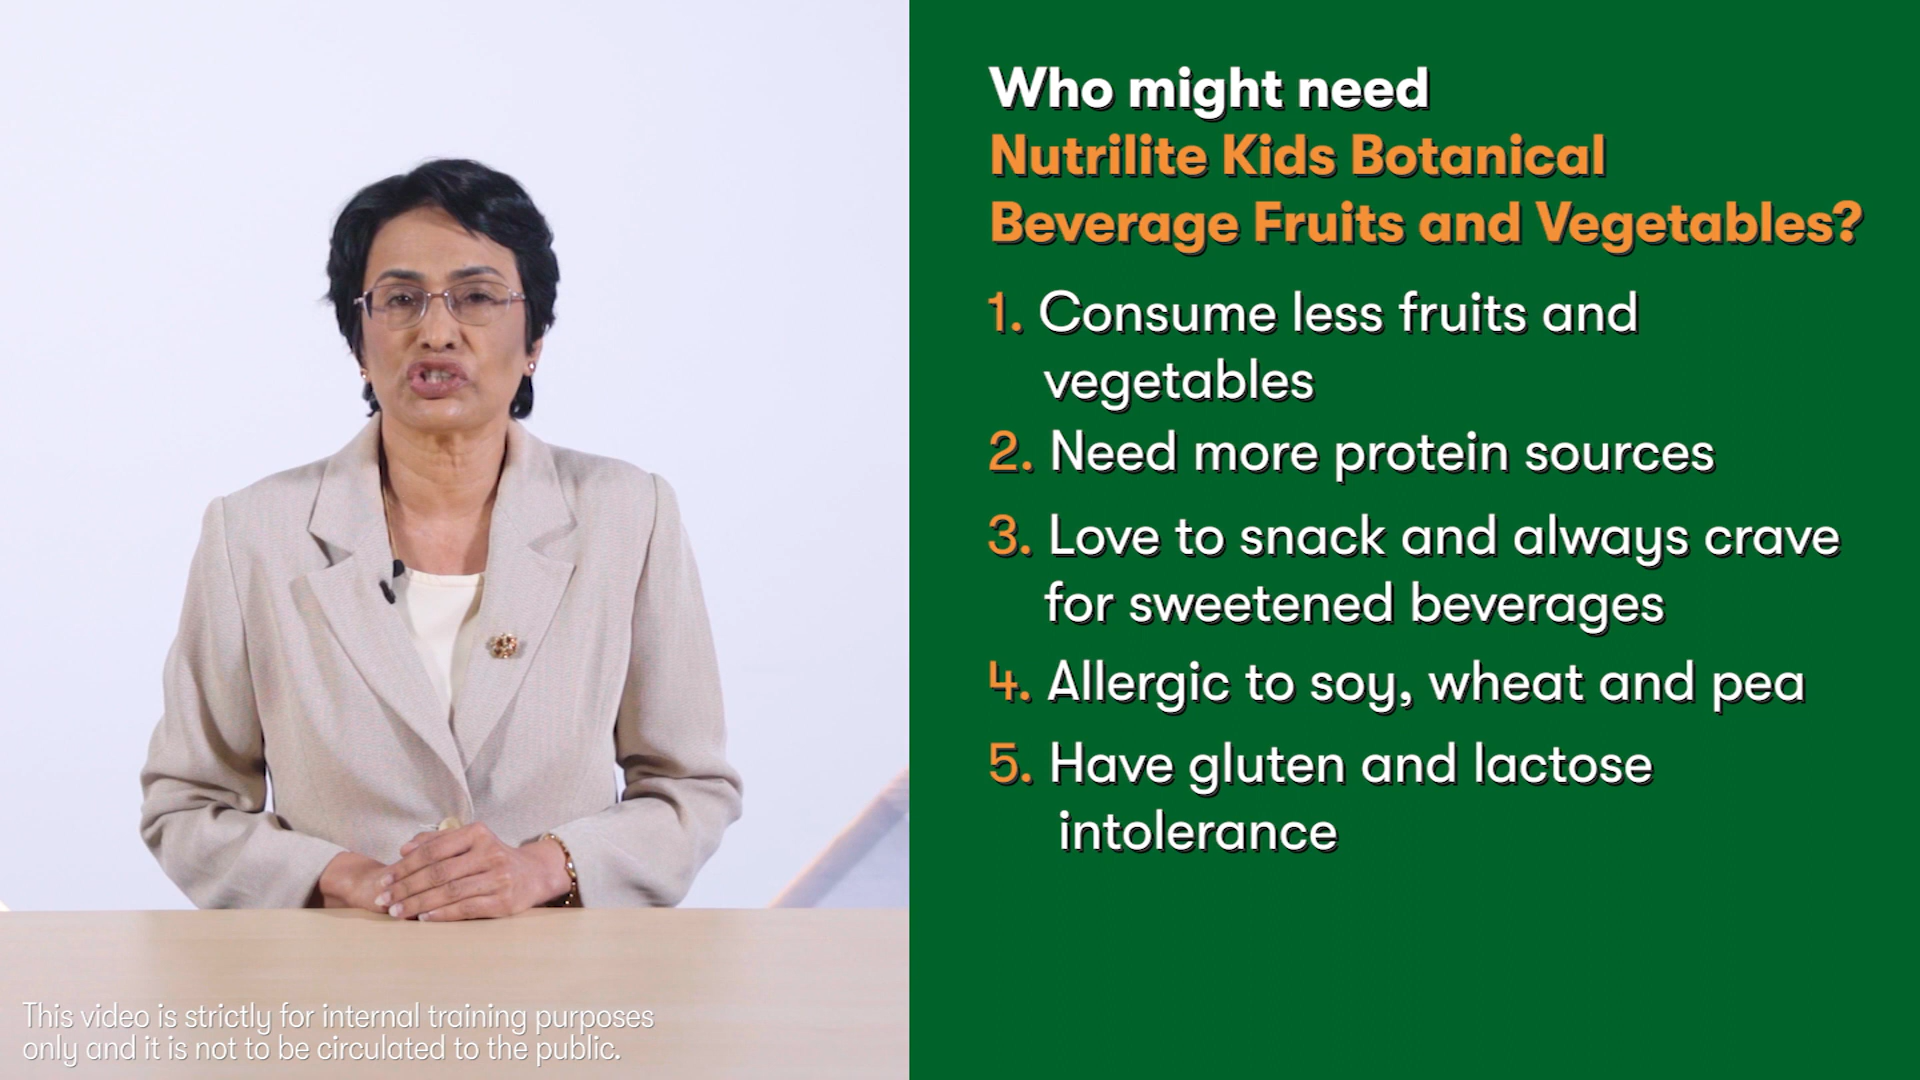 Who might need
Nutrilite Kids Botanical
Beverage Fruits and Vegetables?
1. Consume less fruits and
vegetables
2. Need more protein sources
3. Love to snack and always crave
for sweetened beverages
4. Allergic to soy, wheat and pea
5. Have gluten and lactose
intolerance
This video is strictly for internal training purposes
only and it is not to be circulated to the public.